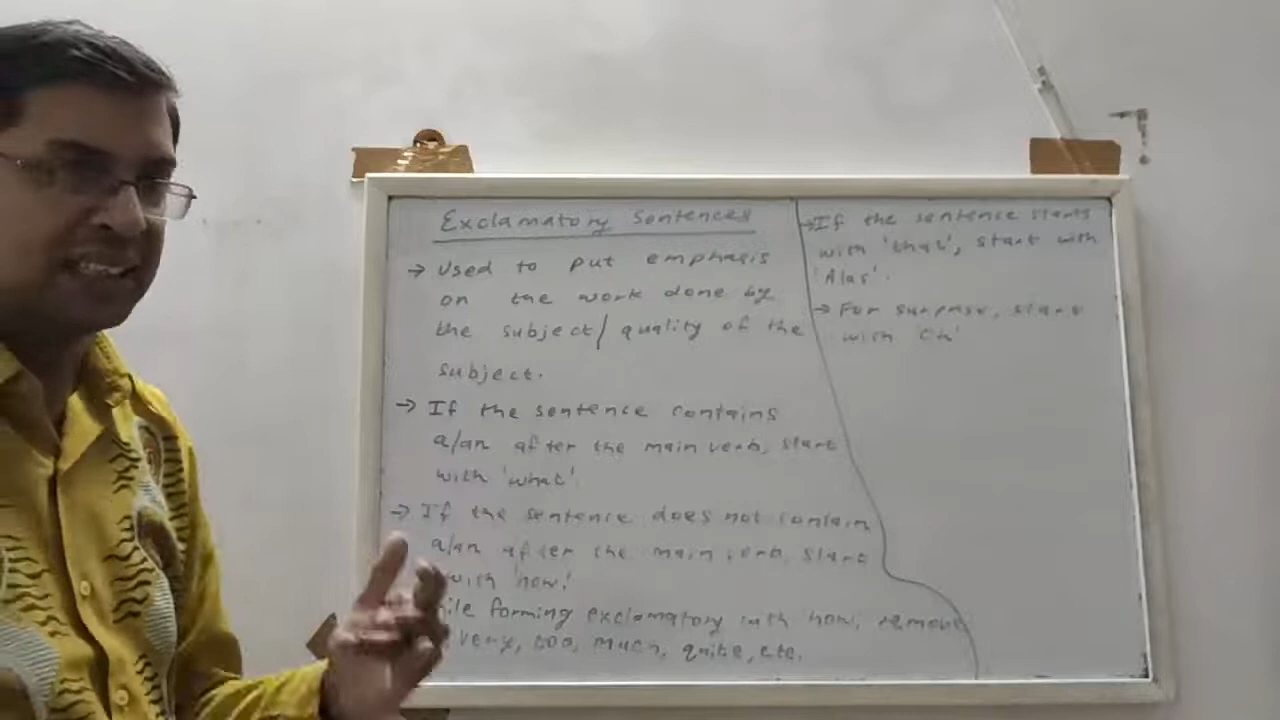 Exclamatory Sentences
→ Used to put emphasis
on the work done by
the subject/ quality of the
subject.
→ If the sentence contains
a/an after the main verb, start
with 'what'.
→ If the sentence does not contain
a/an after the main verb, start
with 'how'.
forming exclamatory with how, remove
very, too, much, quite, etc.
→ If the sentence starts
with 'that', start with
'Alas'.
→ For surprise, start
with 'Oh'